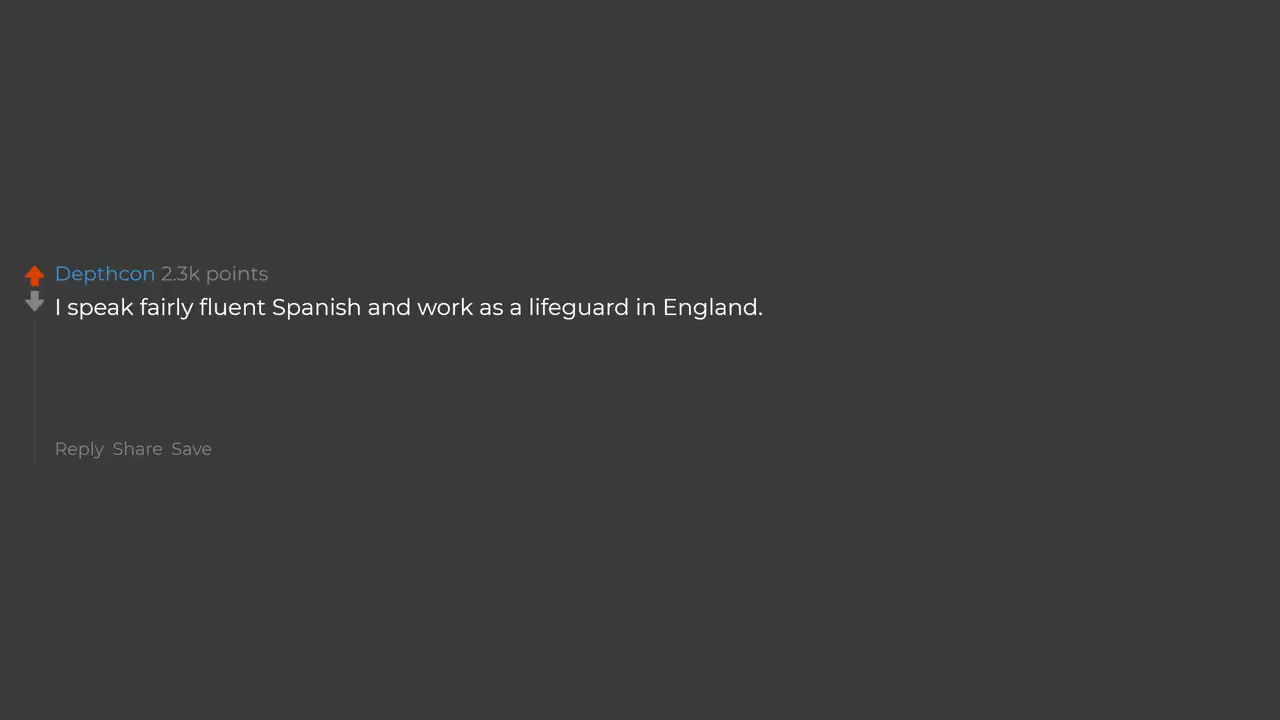 Depthcon 2.3k points
I speak fairly fluent Spanish and work as a lifeguard in England.
Reply Share Save